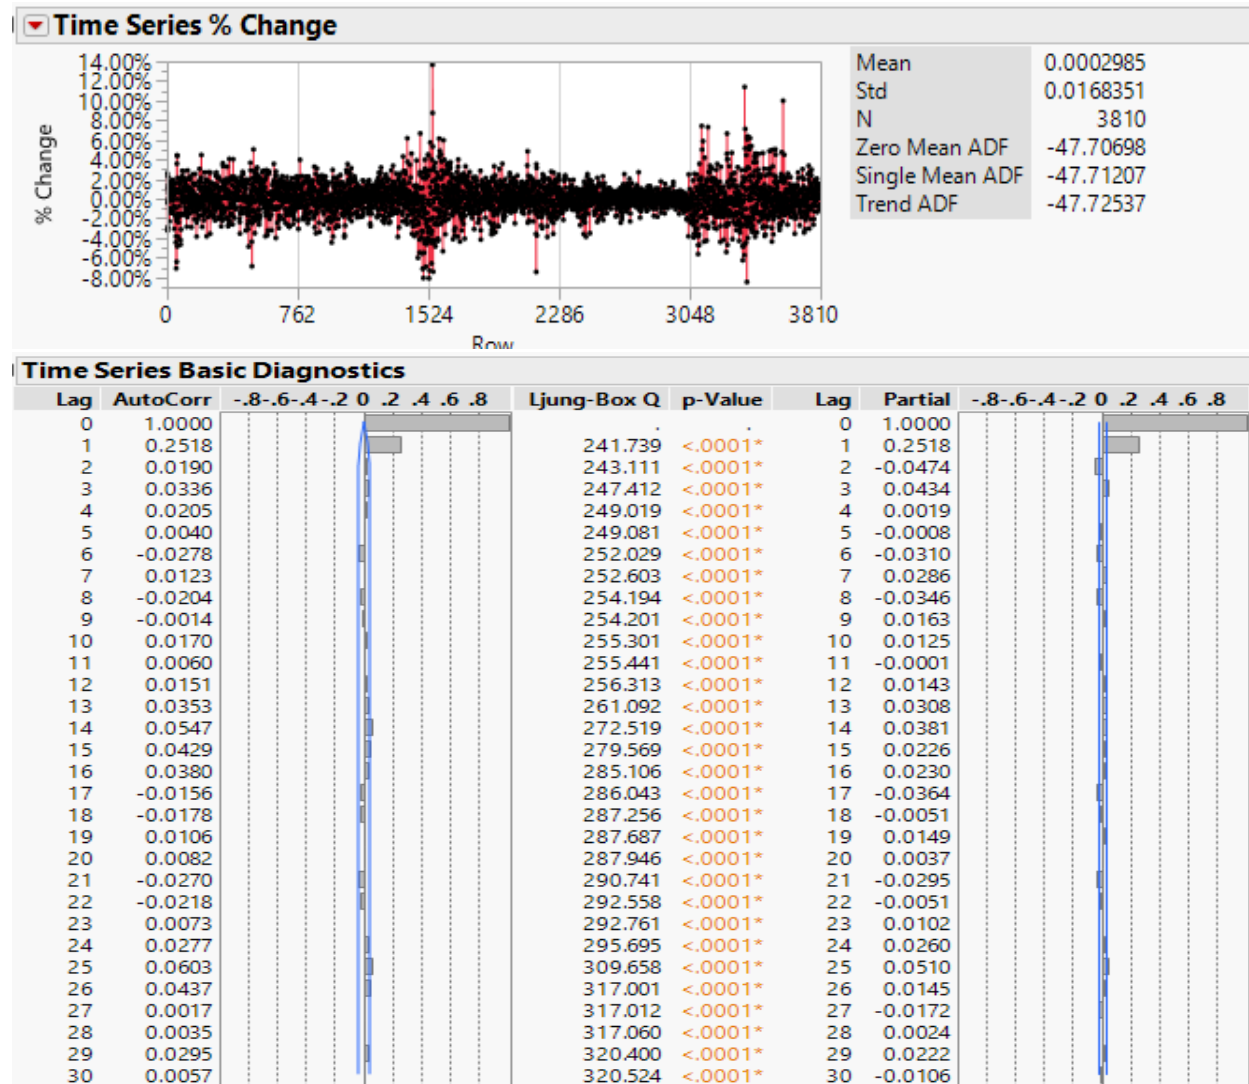 Time Series % Change
14.00%
12.00%
10.00%
8.00%
6.00%
4.00%
2.00%
0.00%
-2.00%
-4.00%
-6.00%
-8.00%
% Change
0 762 1524 2286 3048 3810
Row
Mean 0.0002985
Std 0.0168351
N 3810
Zero Mean ADF -47.70698
Single Mean ADF -47.71207
Trend ADF -47.72537
Time Series Basic Diagnostics
Lag AutoCorr -.8-.6-.4-.2 0 .2 .4 .6 .8 Ljung-Box Q p-Value Lag Partial -.8-.6-.4-.2 0 .2 .4 .6 .8
0 1.0000 . . 0 1.0000
1 0.2518 241.739 <.0001* 1 0.2518
2 0.0190 243.111 <.0001* 2 -0.0474
3 0.0336 247.412 <.0001* 3 0.0434
4 0.0205 249.019 <.0001* 4 0.0019
5 0.0040 249.081 <.0001* 5 -0.0008
6 -0.0278 252.029 <.0001* 6 -0.0310
7 0.0123 252.603 <.0001* 7 0.0286
8 -0.0204 254.194 <.0001* 8 -0.0346
9 -0.0014 254.201 <.0001* 9 0.0163
10 0.0170 255.301 <.0001* 10 0.0125
11 0.0060 255.441 <.0001* 11 -0.0001
12 0.0151 256.313 <.0001* 12 0.0143
13 0.0353 261.092 <.0001* 13 0.0308
14 0.0547 272.519 <.0001* 14 0.0381
15 0.0429 279.569 <.0001* 15 0.0226
16 0.0380 285.106 <.0001* 16 0.0230
17 -0.0156 286.043 <.0001* 17 -0.0364
18 -0.0178 287.256 <.0001* 18 -0.0051
19 0.0106 287.687 <.0001* 19 0.0149
20 0.0082 287.946 <.0001* 20 0.0037
21 -0.0270 290.741 <.0001* 21 -0.0295
22 -0.0218 292.558 <.0001* 22 -0.0051
23 0.0073 292.761 <.0001* 23 0.0102
24 0.0277 295.695 <.0001* 24 0.0260
25 0.0603 309.658 <.0001* 25 0.0510
26 0.0437 317.001 <.0001* 26 0.0145
27 0.0017 317.012 <.0001* 27 -0.0172
28 0.0035 317.060 <.0001* 28 0.0024
29 0.0295 320.400 <.0001* 29 0.0222
30 0.0057 320.524 <.0001* 30 -0.0106